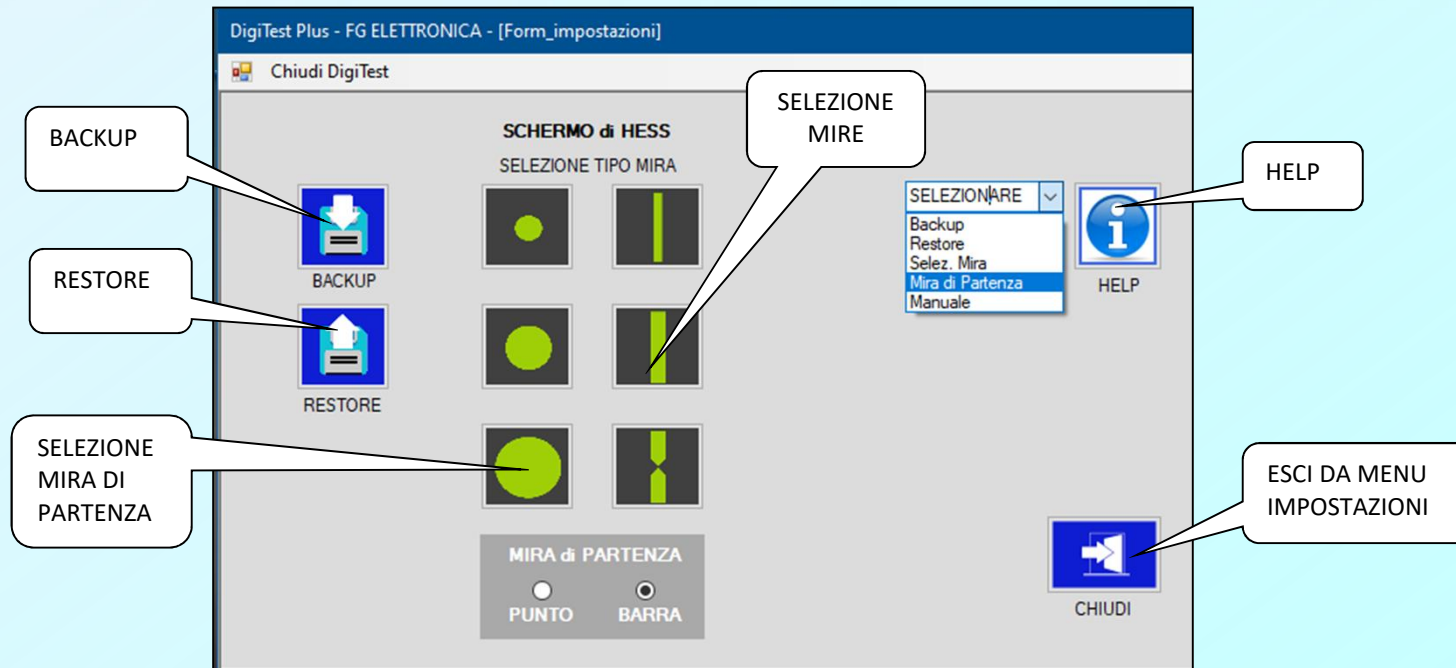 DigiTest Plus - FG ELETTRONICA - [Form_impostazioni]
Chiudi DigiTest
BACKUP
SCHERMO di HESS
SELEZIONE TIPO MIRA
SELEZIONE
MIRE
HELP
SELEZIONARE
Backup
Restore
Selez. Mira
Mira di Partenza
Manuale
BACKUP
HELP
RESTORE
RESTORE
SELEZIONE
MIRA DI
PARTENZA
ESCI DA MENU
IMPOSTAZIONI
MIRA di PARTENZA
PUNTO
BARRA
CHIUDI